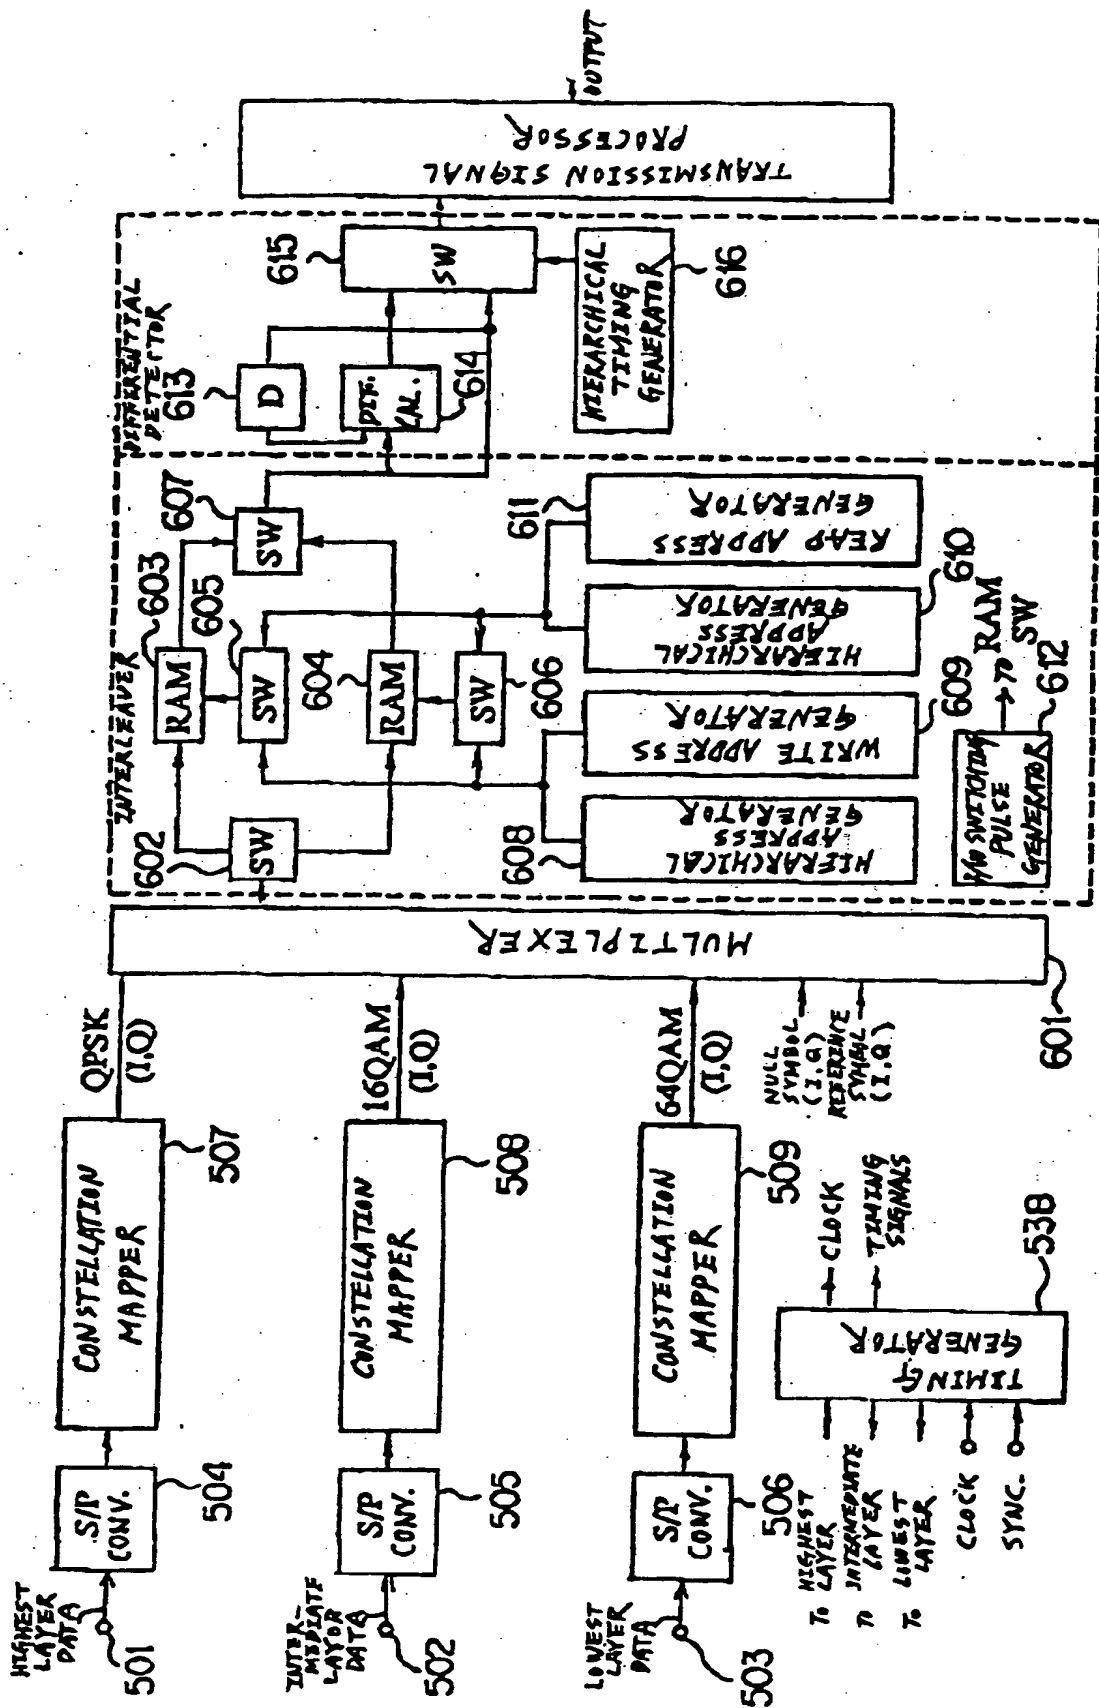 HIGHEST
LAYER
DATA
501
S/P
CONV.
504
CONSTELLATION
MAPPER
507
QPSK
(I,Q)
INTER-
MEDIATE
LAYOR
DATA
502
S/P
CONV.
505
CONSTELLATION
MAPPER
508
16QAM
(I,Q)
LOWEST
LAYER
DATA
503
S/P
CONV.
506
CONSTELLATION
MAPPER
509
64QAM
(I,Q)
NULL
SYMBOL
(I,Q)
REFERENCE
SYMBOL
(I,Q)
TO HIGHEST
LAYER
TO INTERMEDIATE
LAYER
TO LOWEST
LAYER
CLOCK
SYNC.
TIMING
GENERATOR
538
CLOCK
TIMING
SIGNALS
MULTIPLEXER
601
INTERLEAVER
602
SW
RAM
603
SW
605
604
RAM
SW
606
607
SW
608
HIERARCHICAL
ADDRESS
GENERATOR
WRITE ADDRESS
GENERATOR
609
HIERARCHICAL
ADDRESS
GENERATOR
610
611
READ ADDRESS
GENERATOR
R/W SWITCHING
PULSE
GENERATOR
612
TO RAM
SW
DIFFERENTIAL
DETECTOR
613
D
DIF.
CAL.
614
615
SW
HIERARCHICAL
TIMING
GENERATOR
616
TRANSMISSION SIGNAL
PROCESSOR
OUTPUT